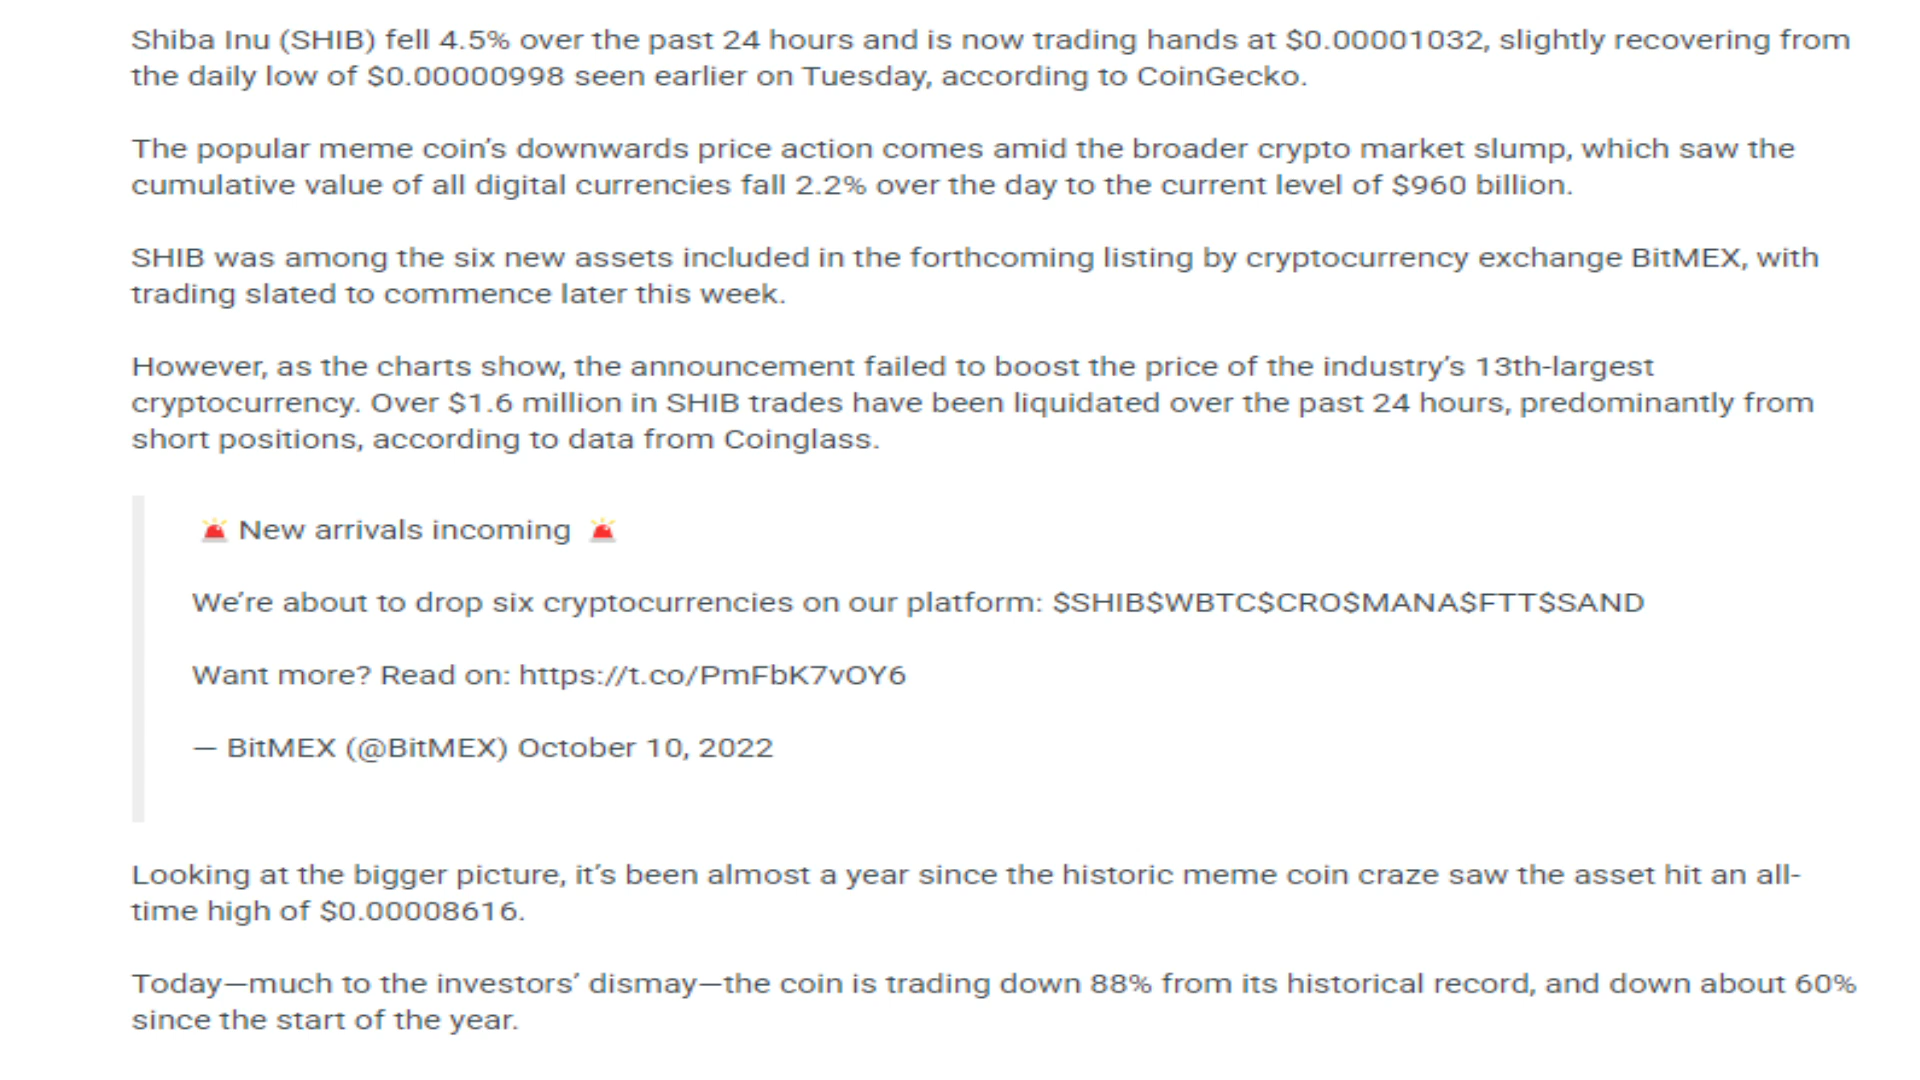 Shiba Inu (SHIB) fell 4.5% over the past 24 hours and is now trading hands at $0.00001032, slightly recovering from
the daily low of $0.00000998 seen earlier on Tuesday, according to CoinGecko.
The popular meme coin’s downwards price action comes amid the broader crypto market slump, which saw the
cumulative value of all digital currencies fall 2.2% over the day to the current level of $960 billion.
SHIB was among the six new assets included in the forthcoming listing by cryptocurrency exchange BitMEX, with
trading slated to commence later this week.
However, as the charts show, the announcement failed to boost the price of the industry’s 13th-largest
cryptocurrency. Over $1.6 million in SHIB trades have been liquidated over the past 24 hours, predominantly from
short positions, according to data from Coinglass.
🚨 New arrivals incoming 🚨
We’re about to drop six cryptocurrencies on our platform: $SHIB$WBTC$CRO$MANA$FTT$SAND
Want more? Read on: https://t.co/PmFbK7vOY6
— BitMEX (@BitMEX) October 10, 2022
Looking at the bigger picture, it’s been almost a year since the historic meme coin craze saw the asset hit an all-
time high of $0.00008616.
Today—much to the investors’ dismay—the coin is trading down 88% from its historical record, and down about 60%
since the start of the year.